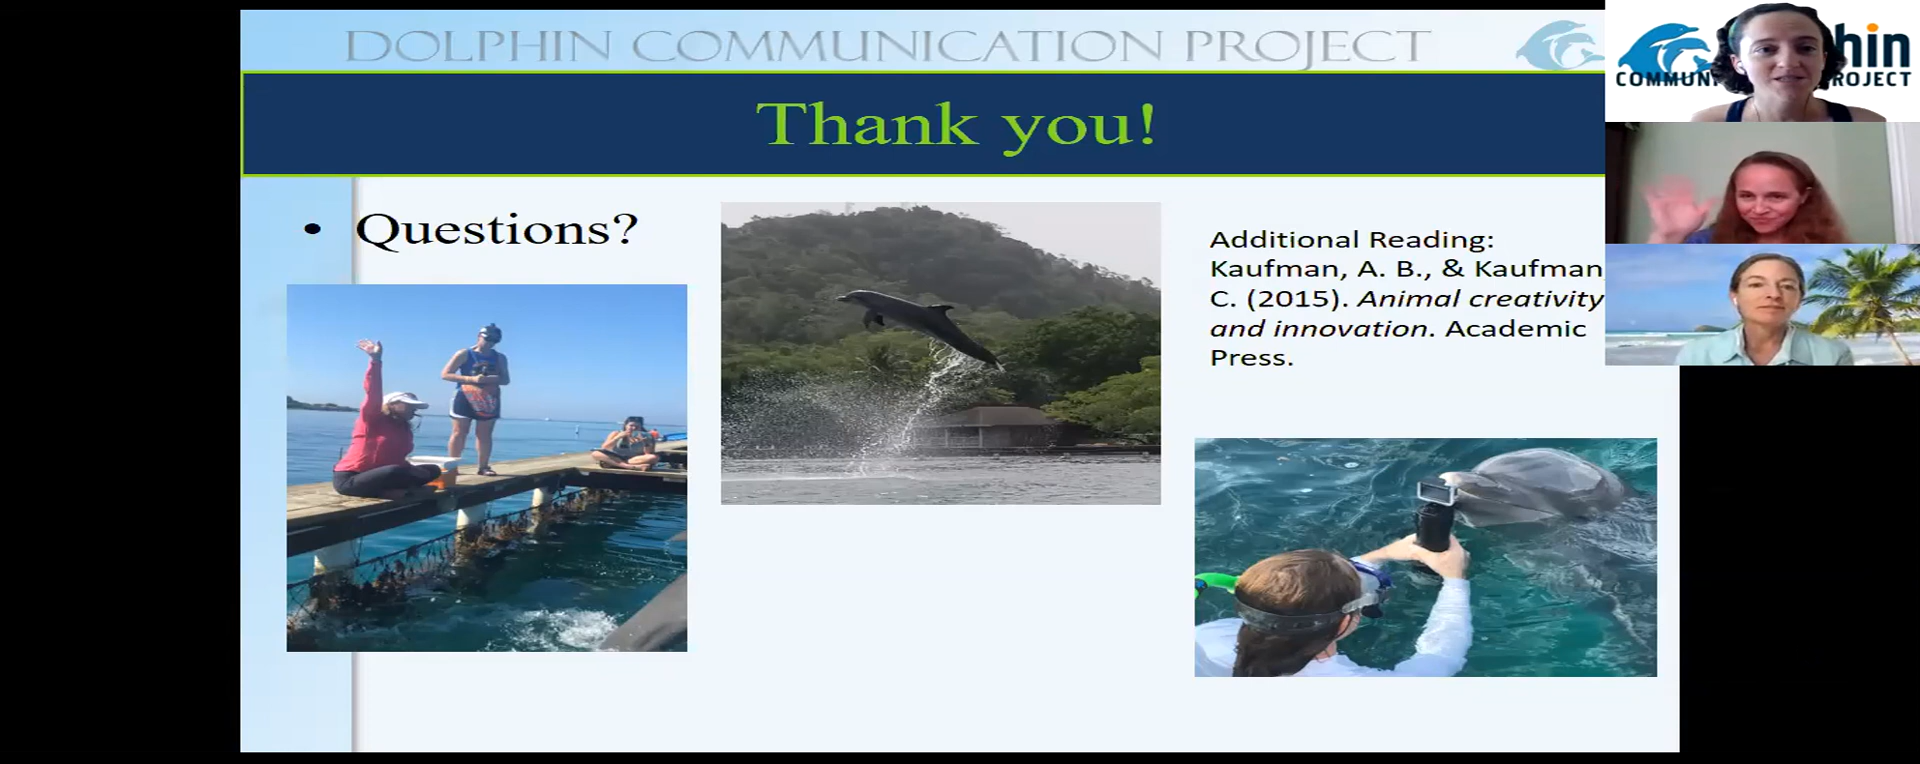 DOLPHIN COMMUNICATION PROJECT
Thank you!
• Questions?
Additional Reading:
Kaufman, A. B., & Kaufman,
C. (2015). Animal creativity
and innovation. Academic
Press.
hin
COMMUN ROJECT